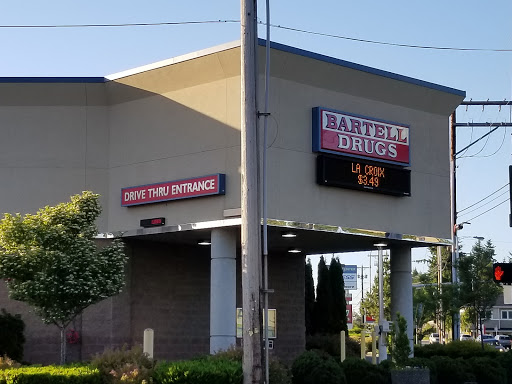 BARTELL
DRUGS
LA CROIX
$3.49
DRIVE THRU ENTRANCE